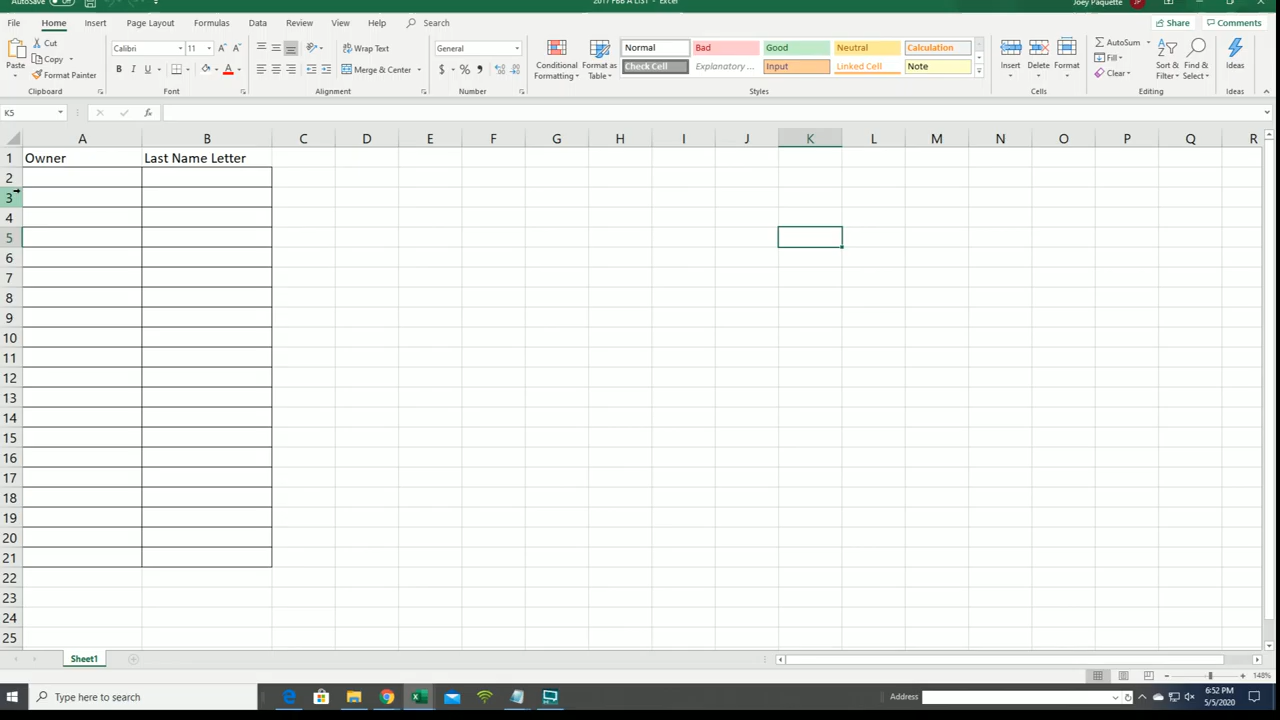 AutoSave Off 2017 FBB A LIST - Excel Joey Paquette JP
File Home Insert Page Layout Formulas Data Review View Help Search Share Comments
Cut
Copy
Format Painter
Paste
Clipboard
Calibri 11
B I U
Font
Wrap Text
Merge & Center
Alignment
General
$ % ,
Number
Conditional Formatting
Format as Table
Normal Bad Good Neutral Calculation
Check Cell Explanatory ... Input Linked Cell Note
Styles
Insert Delete Format
Cells
AutoSum
Fill
Clear
Sort & Filter
Find & Select
Editing
Ideas
Ideas
K5 fx
A B C D E F G H I J K L M N O P Q R
1 Owner Last Name Letter
2
3
4
5
6
7
8
9
10
11
12
13
14
15
16
17
18
19
20
21
22
23
24
25
Sheet1
148%
Type here to search
Address
6:52 PM
5/5/2020